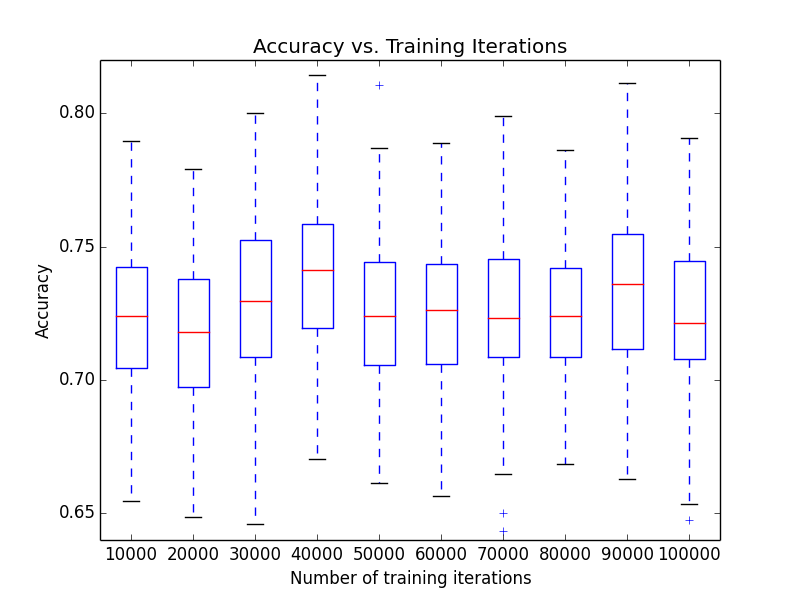 Accuracy vs. Training Iterations
0.80
0.75
0.70
0.65
Accuracy
10000 20000 30000 40000 50000 60000 70000 80000 90000 100000
Number of training iterations